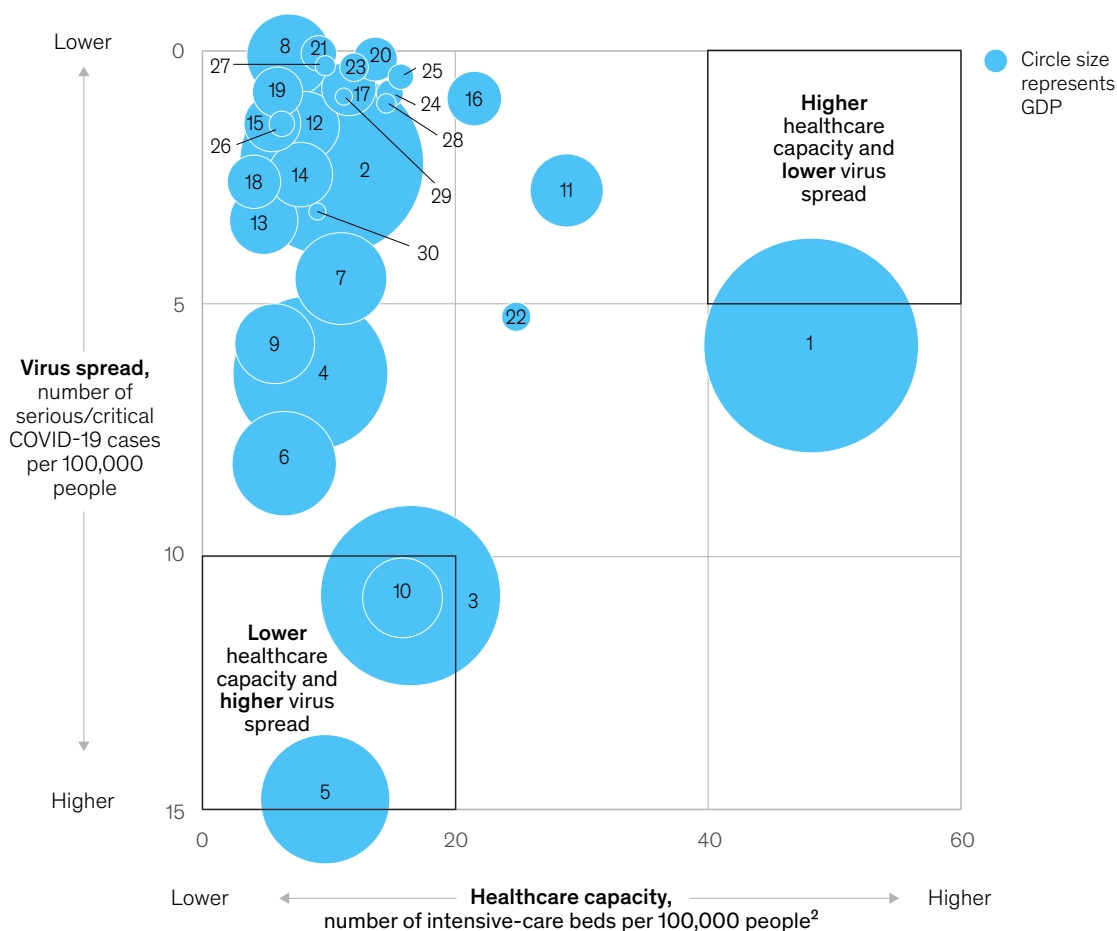 Lower
0
8
21
20
27
23
25
19
17
24
16
15
12
28
26
2
29
14
18
11
13
30
7
5
22
9
4
1
6
10
10
3
5
15
0
20
40
60
Virus spread,
number of
serious/critical
COVID-19 cases
per 100,000
people
Higher
Higher
healthcare
capacity and
lower virus
spread
Lower
healthcare
capacity and
higher virus
spread
Circle size
represents
GDP
Lower
Healthcare capacity,
number of intensive-care beds per 100,000 people²
Higher